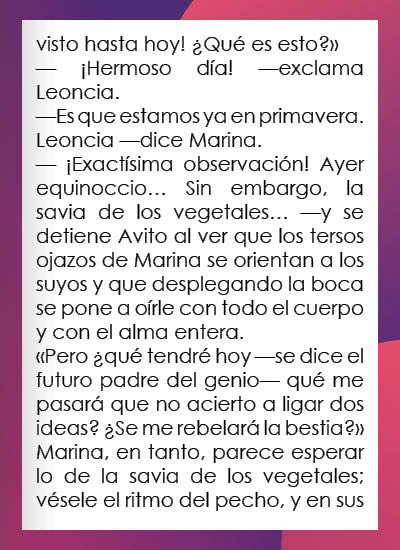 visto hasta hoy! ¿Qué es esto?»
— ¡Hermoso día! —exclama
Leoncia.
—Es que estamos ya en primavera.
Leoncia —dice Marina.
— ¡Exactísima observación! Ayer
equinoccio... Sin embargo, la
savia de los vegetales... —y se
detiene Avito al ver que los tersos
ojazos de Marina se orientan a los
suyos y que desplegando la boca
se pone a oírle con todo el cuerpo
y con el alma entera.
«Pero ¿qué tendré hoy —se dice el
futuro padre del genio— qué me
pasará que no acierto a ligar dos
ideas? ¿Se me rebelará la bestia?»
Marina, en tanto, parece esperar
lo de la savia de los vegetales;
vésele el ritmo del pecho, y en sus